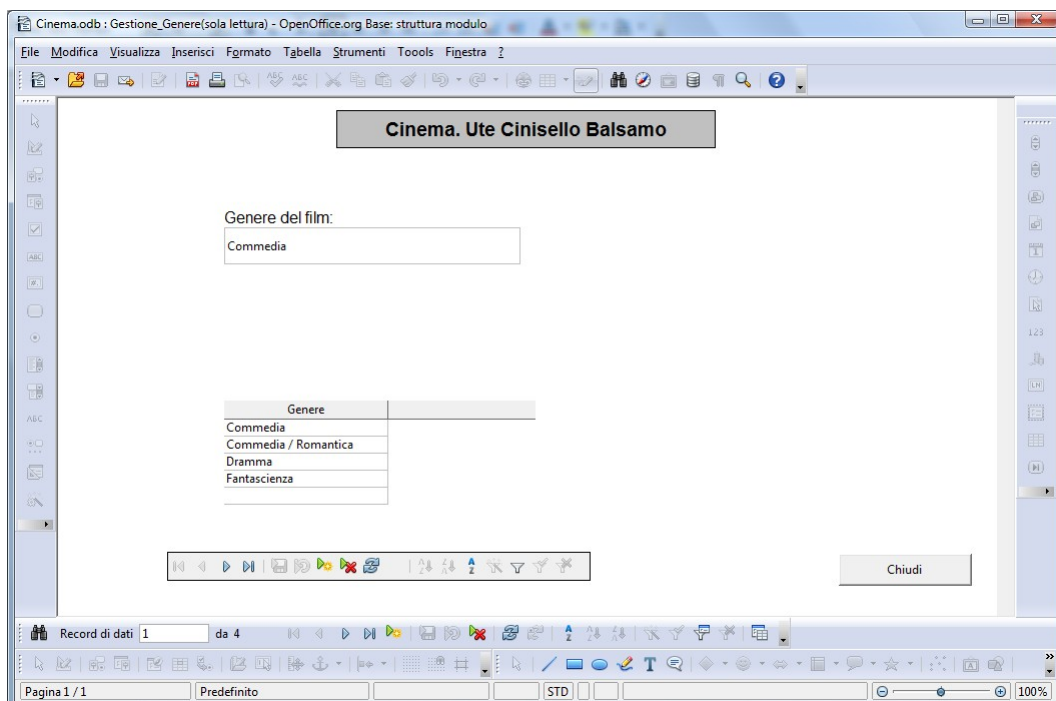 Cinema.odb : Gestione_Genere(sola lettura) - OpenOffice.org Base: struttura modulo
File Modifica Visualizza Inserisci Formato Tabella Strumenti Toools Finestra ?
Cinema. Ute Cinisello Balsamo
Genere del film:
Commedia
Genere
Commedia
Commedia / Romantica
Dramma
Fantascienza
Chiudi
Record di dati 1 da 4
Pagina 1 / 1 Predefinito STD 100%